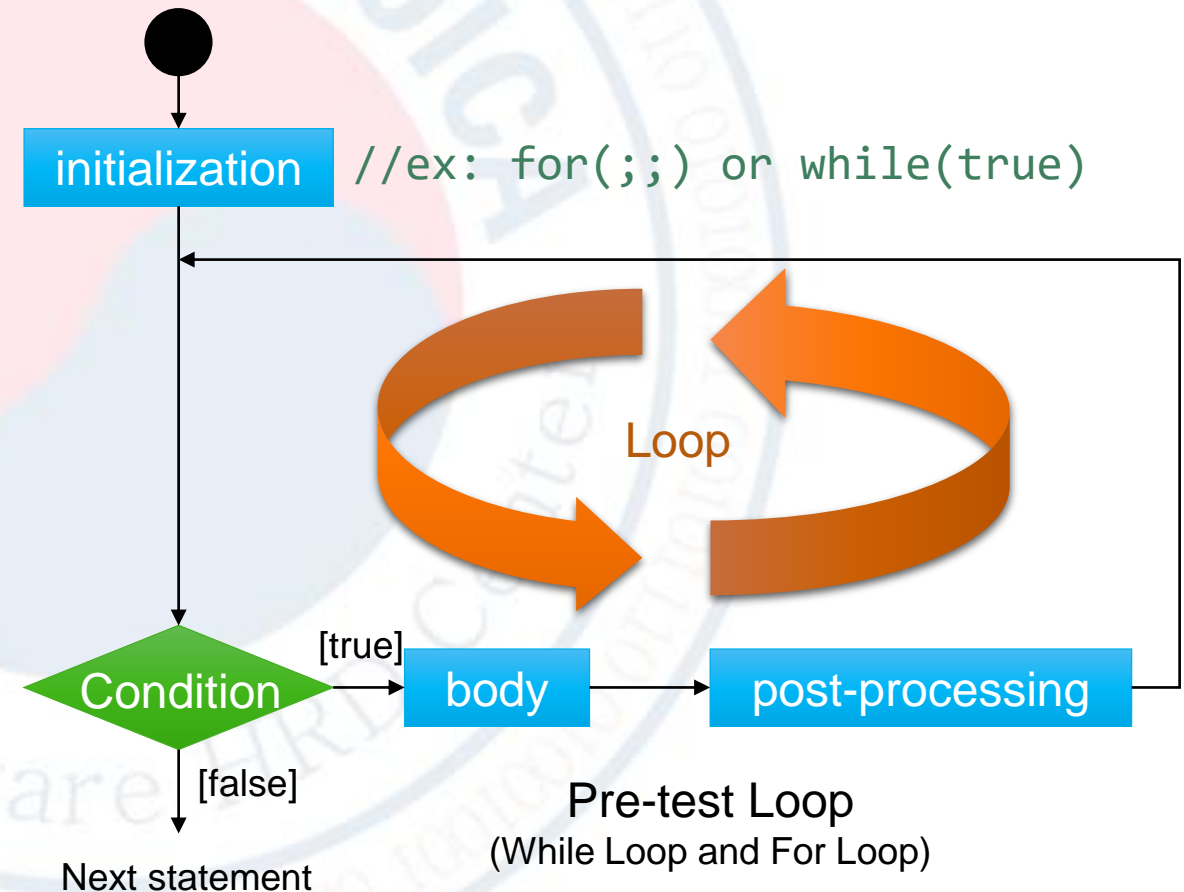 initialization //ex: for(;;) or while(true)
Loop
[true]
Condition
body
post-processing
[false]
Pre-test Loop
(While Loop and For Loop)
Next statement